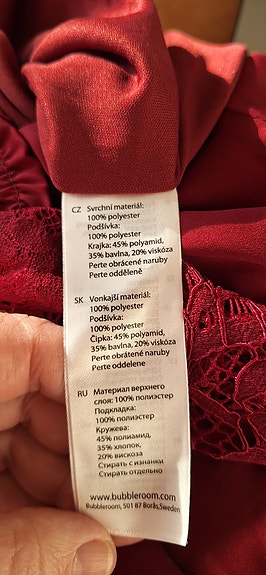 CZ Svrchní materiál:
100% polyester
Podšívka:
100% polyester
Krajka: 45% polyamid,
35% bavlna, 20% viskóza
Perte obrácené naruby
Perte odděleně
SK Vonkajší materiál:
100% polyester
Podšívka:
100% polyester
Čipka: 45% polyamid,
35% bavlna, 20% viskóza
Perte obrátené naruby
Perte oddelene
RU Материал верхнего
слоя: 100% полиэстер
Подкладка:
100% полиэстер
Кружева:
45% полиамид,
35% хлопок,
20% вискоза
Стирать с изнанки
Стирать отдельно
www.bubbleroom.com
Bubbleroom, 501 87 Borås, Sweden